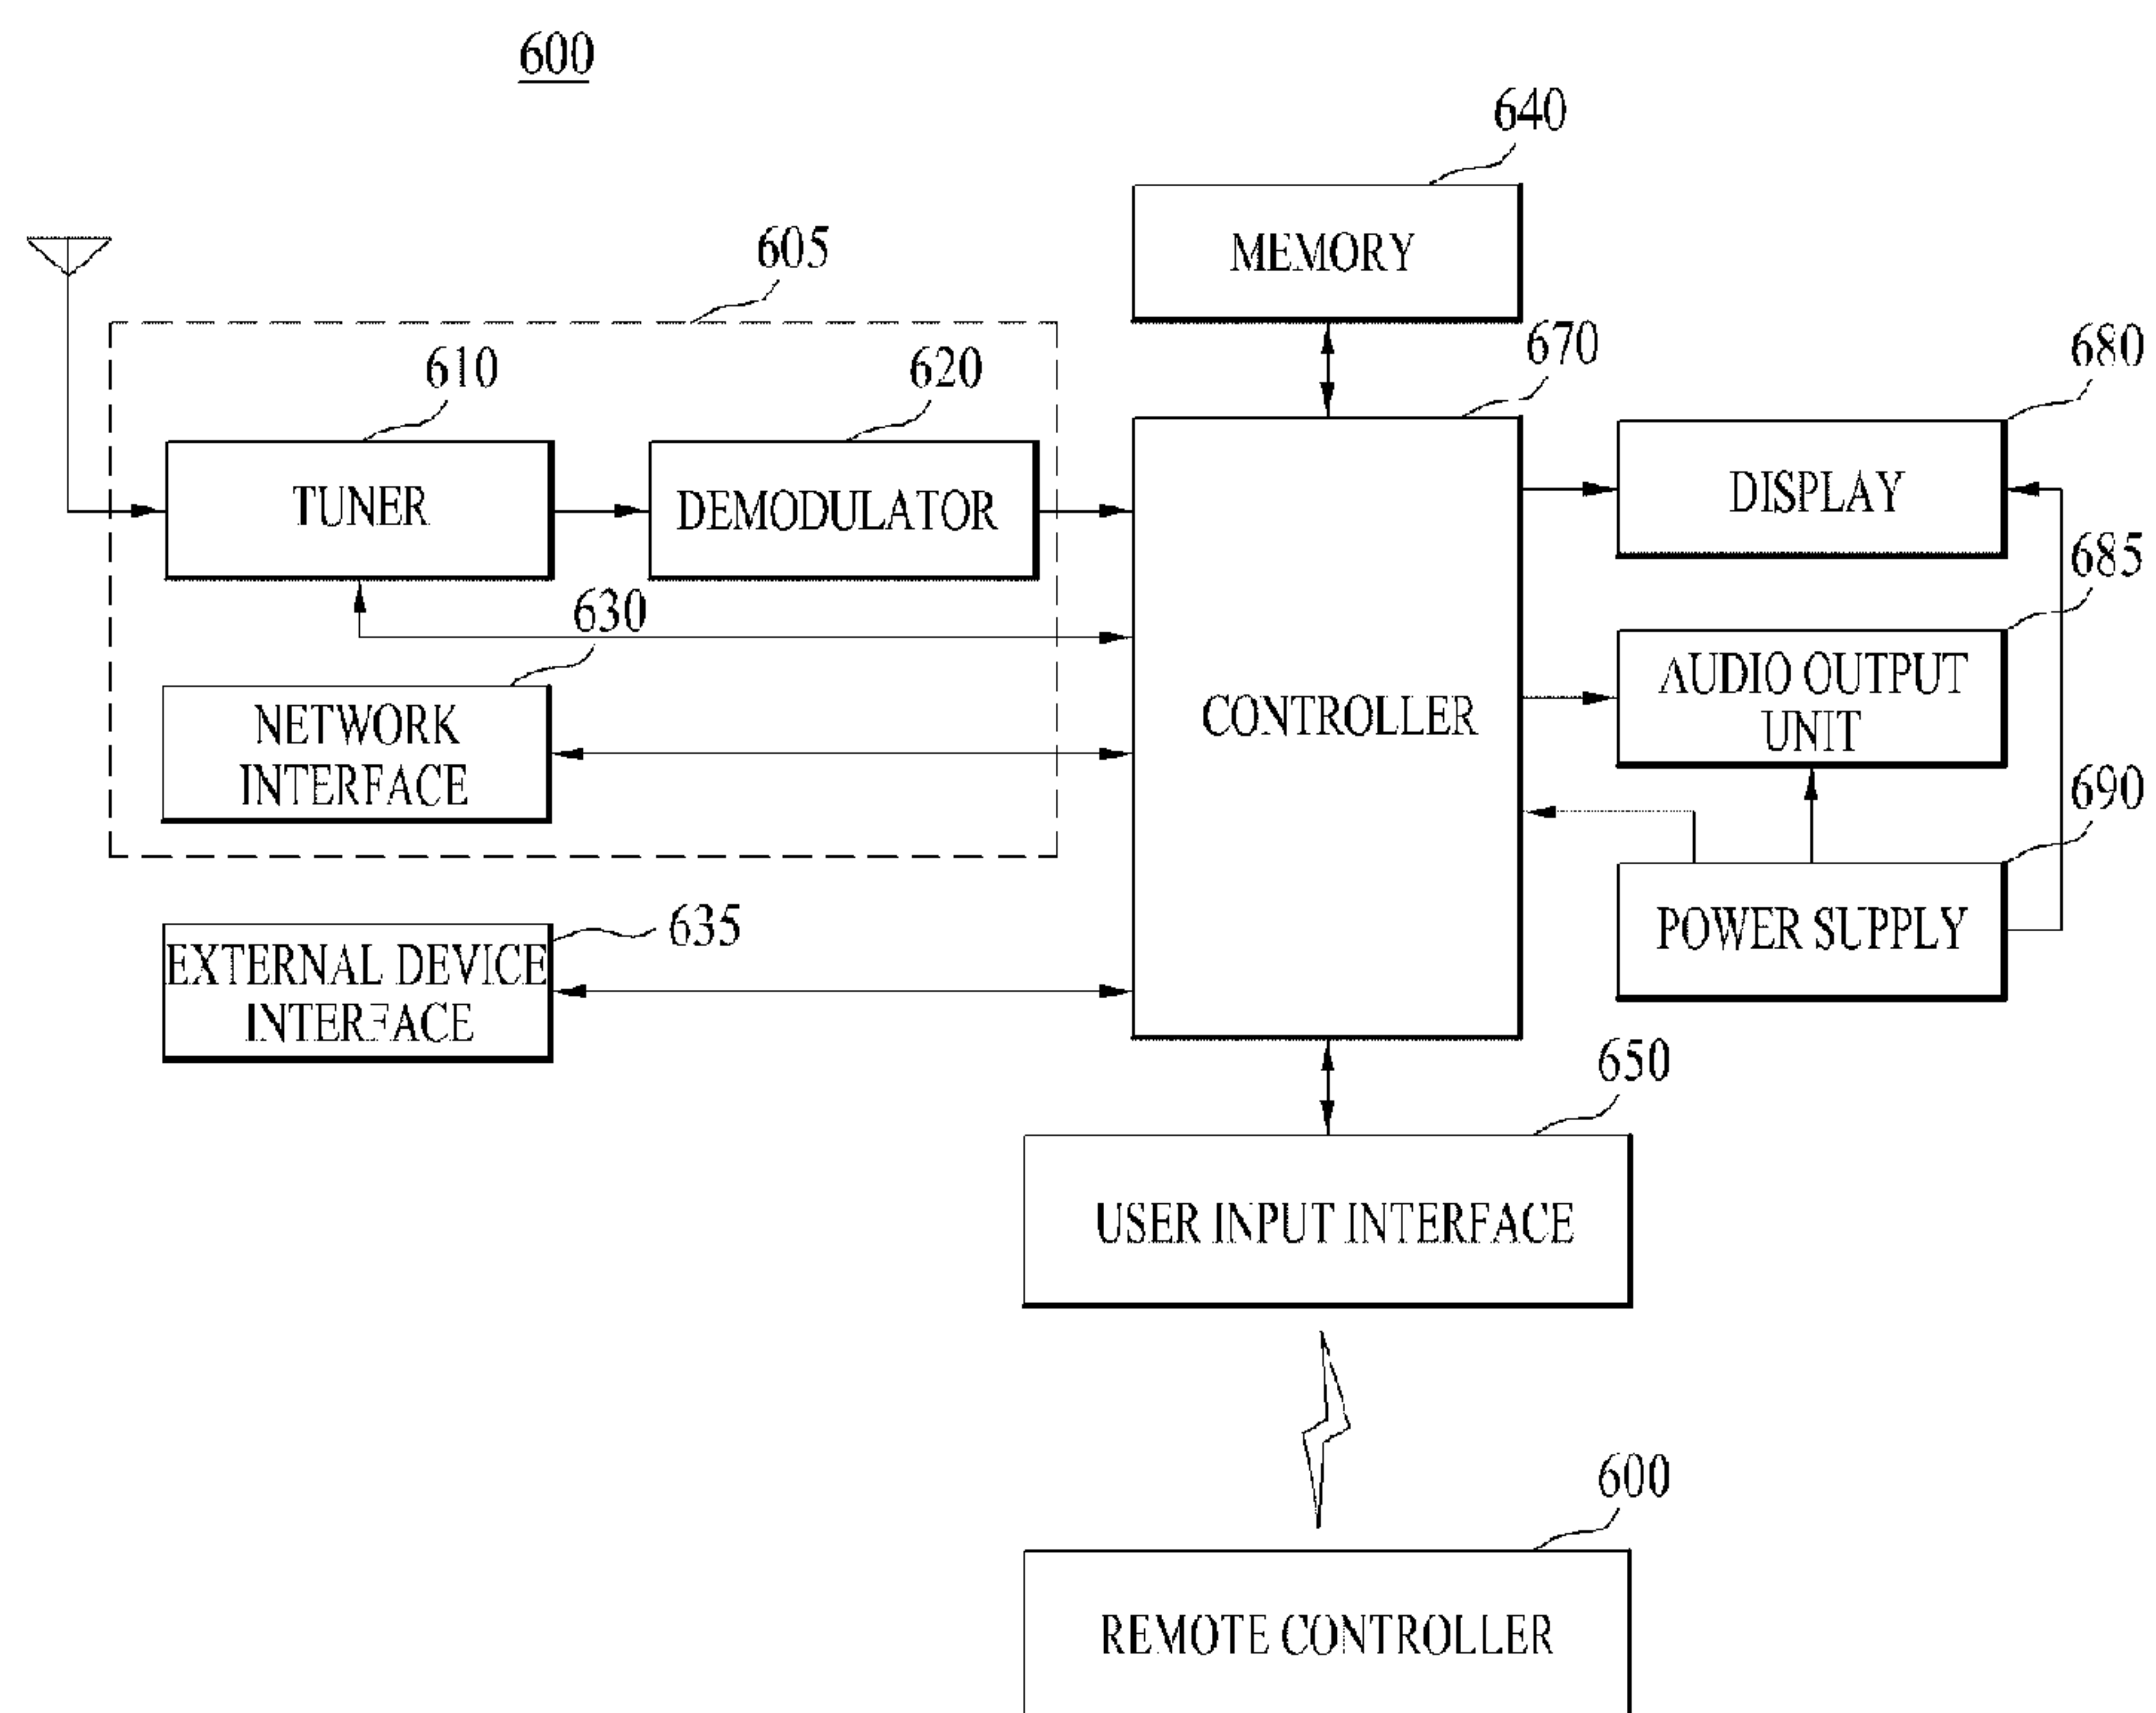 600
640
MEMORY
605
610
TUNER
620
DEMODULATOR
630
NETWORK
INTERFACE
635
EXTERNAL DEVICE
INTERFACE
670
CONTROLLER
680
DISPLAY
685
AUDIO OUTPUT
UNIT
690
POWER SUPPLY
650
USER INPUT INTERFACE
600
REMOTE CONTROLLER